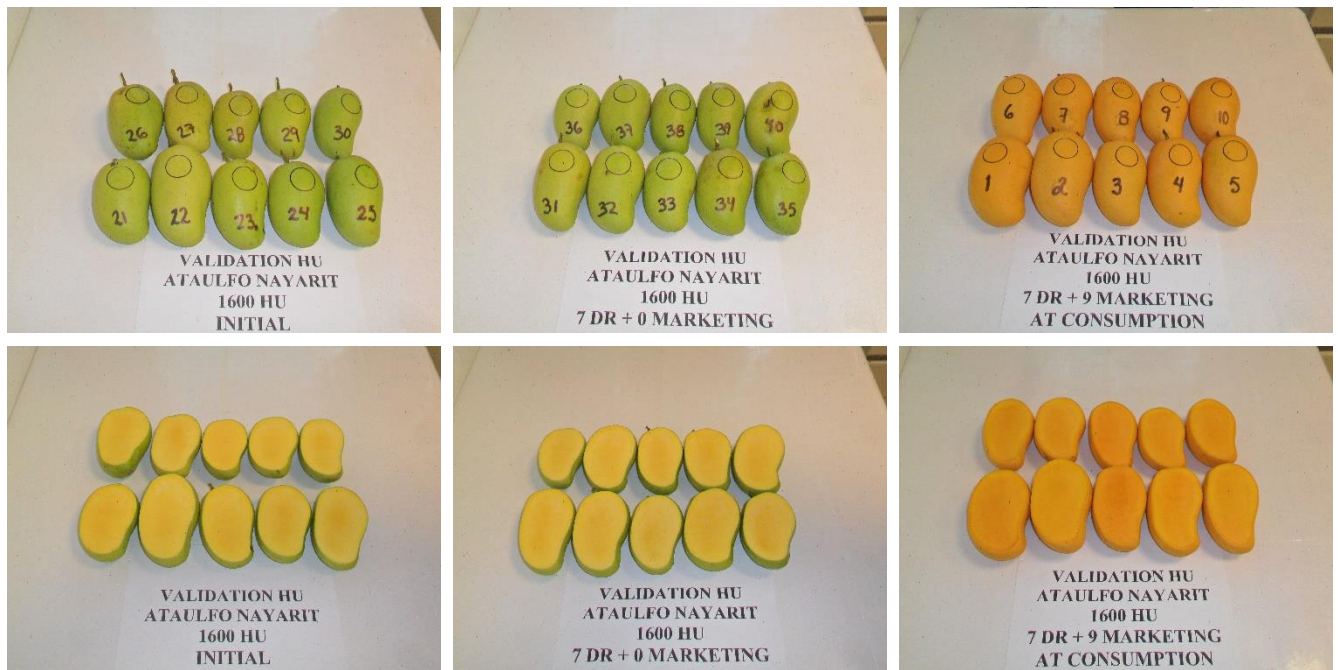 26 27 28 29 30
21 22 23 24 25
VALIDATION HU
ATAULFO NAYARIT
1600 HU
INITIAL
36 37 38 39 40
31 32 33 34 35
VALIDATION HU
ATAULFO NAYARIT
1600 HU
7 DR + 0 MARKETING
6 7 8 9 10
1 2 3 4 5
VALIDATION HU
ATAULFO NAYARIT
1600 HU
7 DR + 9 MARKETING
AT CONSUMPTION
VALIDATION HU
ATAULFO NAYARIT
1600 HU
INITIAL
VALIDATION HU
ATAULFO NAYARIT
1600 HU
7 DR + 0 MARKETING
VALIDATION HU
ATAULFO NAYARIT
1600 HU
7 DR + 9 MARKETING
AT CONSUMPTION